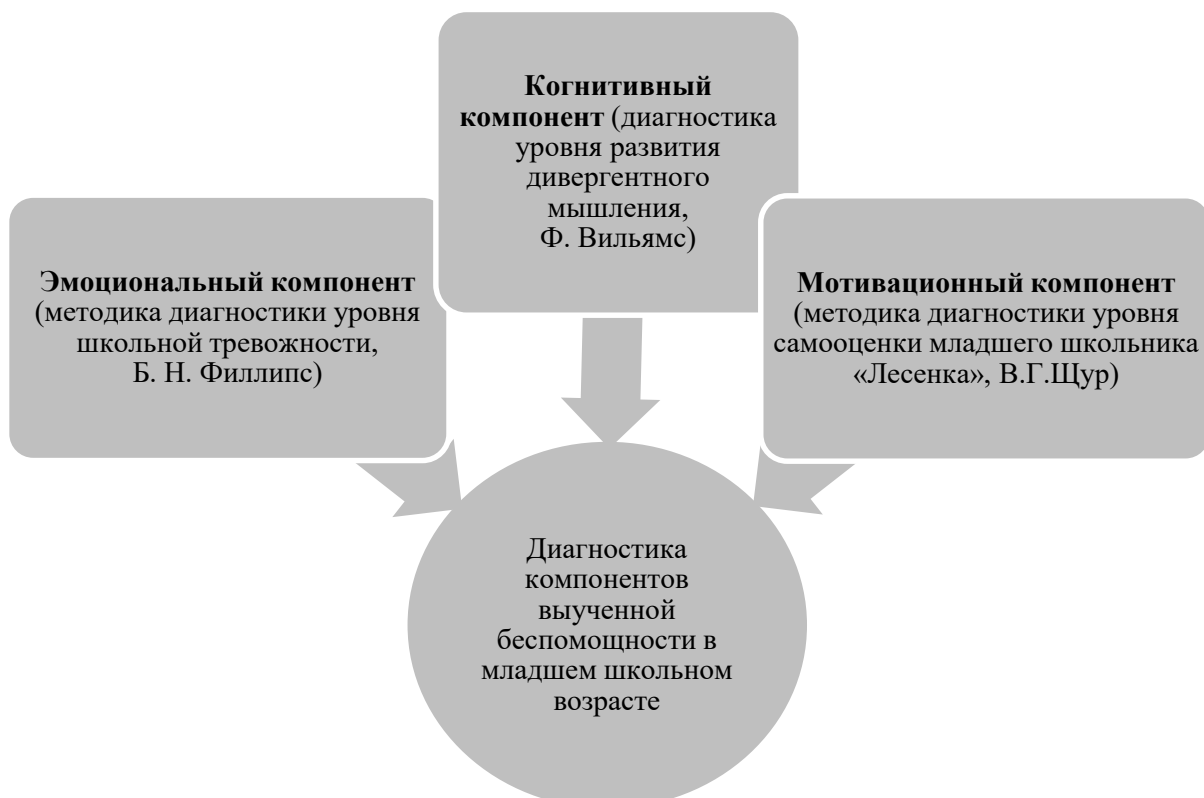 Когнитивный
компонент (диагностика
уровня развития
дивергентного
мышления,
Ф. Вильямс)
Эмоциональный компонент
(методика диагностики уровня
школьной тревожности,
Б. Н. Филлипс)
Мотивационный компонент
(методика диагностики уровня
самооценки младшего школьника
«Лесенка», В.Г.Щур)
Диагностика
компонентов
выученной
беспомощности в
младшем школьном
возрасте